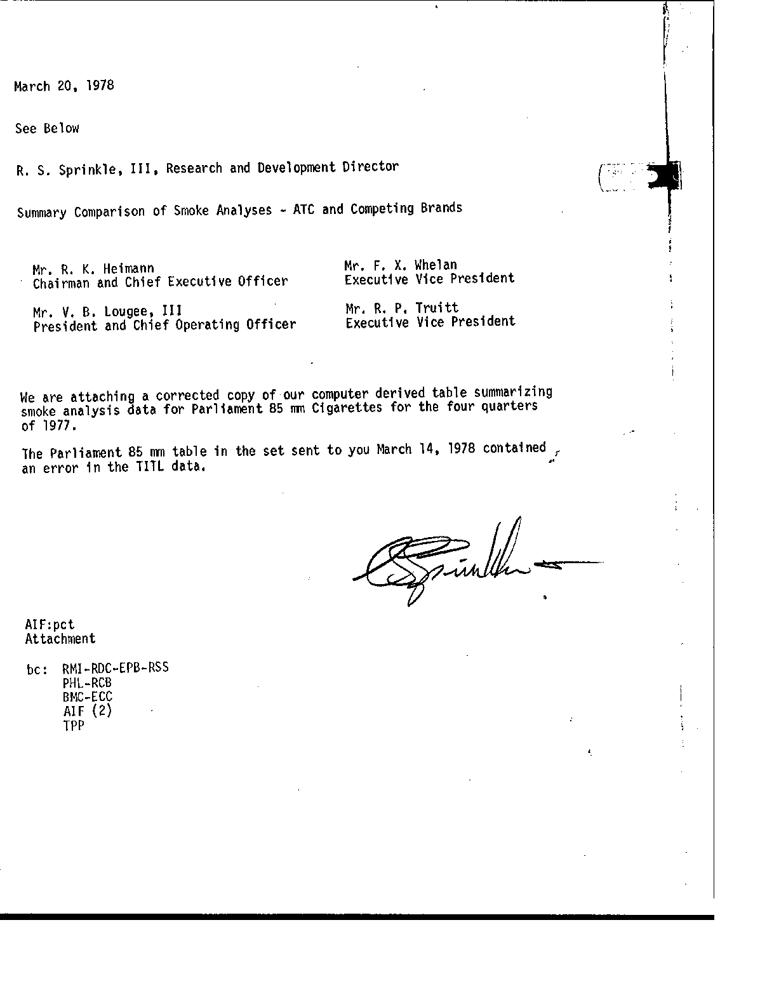 March 20, 1978
See Below
R. S. Sprinkle, III, Research and Development Director
Summary Comparison of Smoke Analyses - ATC and Competing Brands
Mr. R. K. Heimann
Chairman and Chief Executive Officer
Mr. F. X. Whelan
Executive Vice President
Mr. V. B. Lougee, III
President and Chief Operating Officer
Mr. R. P. Truitt
Executive Vice President
We are attaching a corrected copy of our computer derived table summarizing
smoke analysis data for Parliament 85 mm Cigarettes for the four quarters
of 1977.
The Parliament 85 mm table in the set sent to you March 14, 1978 contained
an error in the TITL data.
AIF:pct
Attachment
bc: RMI-RDC-EPB-RSS
PHL-RCB
BMC-ECC
AIF (2)
TPP